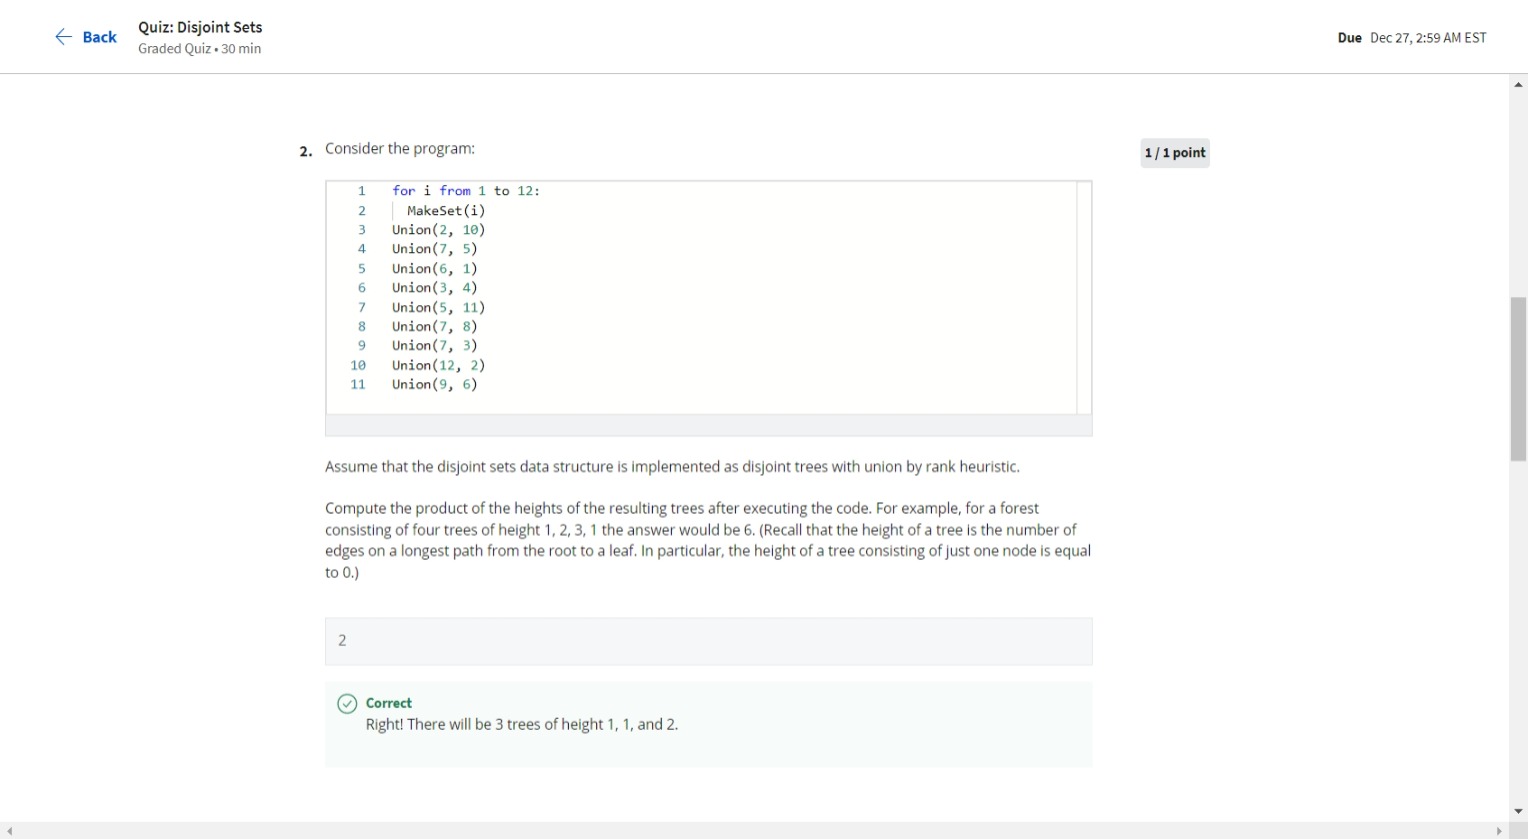 Back
Quiz: Disjoint Sets
Graded Quiz • 30 min
Due Dec 27, 2:59 AM EST
2. Consider the program:
1 / 1 point
1 for i from 1 to 12:
2 MakeSet(i)
3 Union(2, 10)
4 Union(7, 5)
5 Union(6, 1)
6 Union(3, 4)
7 Union(5, 11)
8 Union(7, 8)
9 Union(7, 3)
10 Union(12, 2)
11 Union(9, 6)
Assume that the disjoint sets data structure is implemented as disjoint trees with union by rank heuristic.
Compute the product of the heights of the resulting trees after executing the code. For example, for a forest
consisting of four trees of height 1, 2, 3, 1 the answer would be 6. (Recall that the height of a tree is the number of
edges on a longest path from the root to a leaf. In particular, the height of a tree consisting of just one node is equal
to 0.)
2
Correct
Right! There will be 3 trees of height 1, 1, and 2.